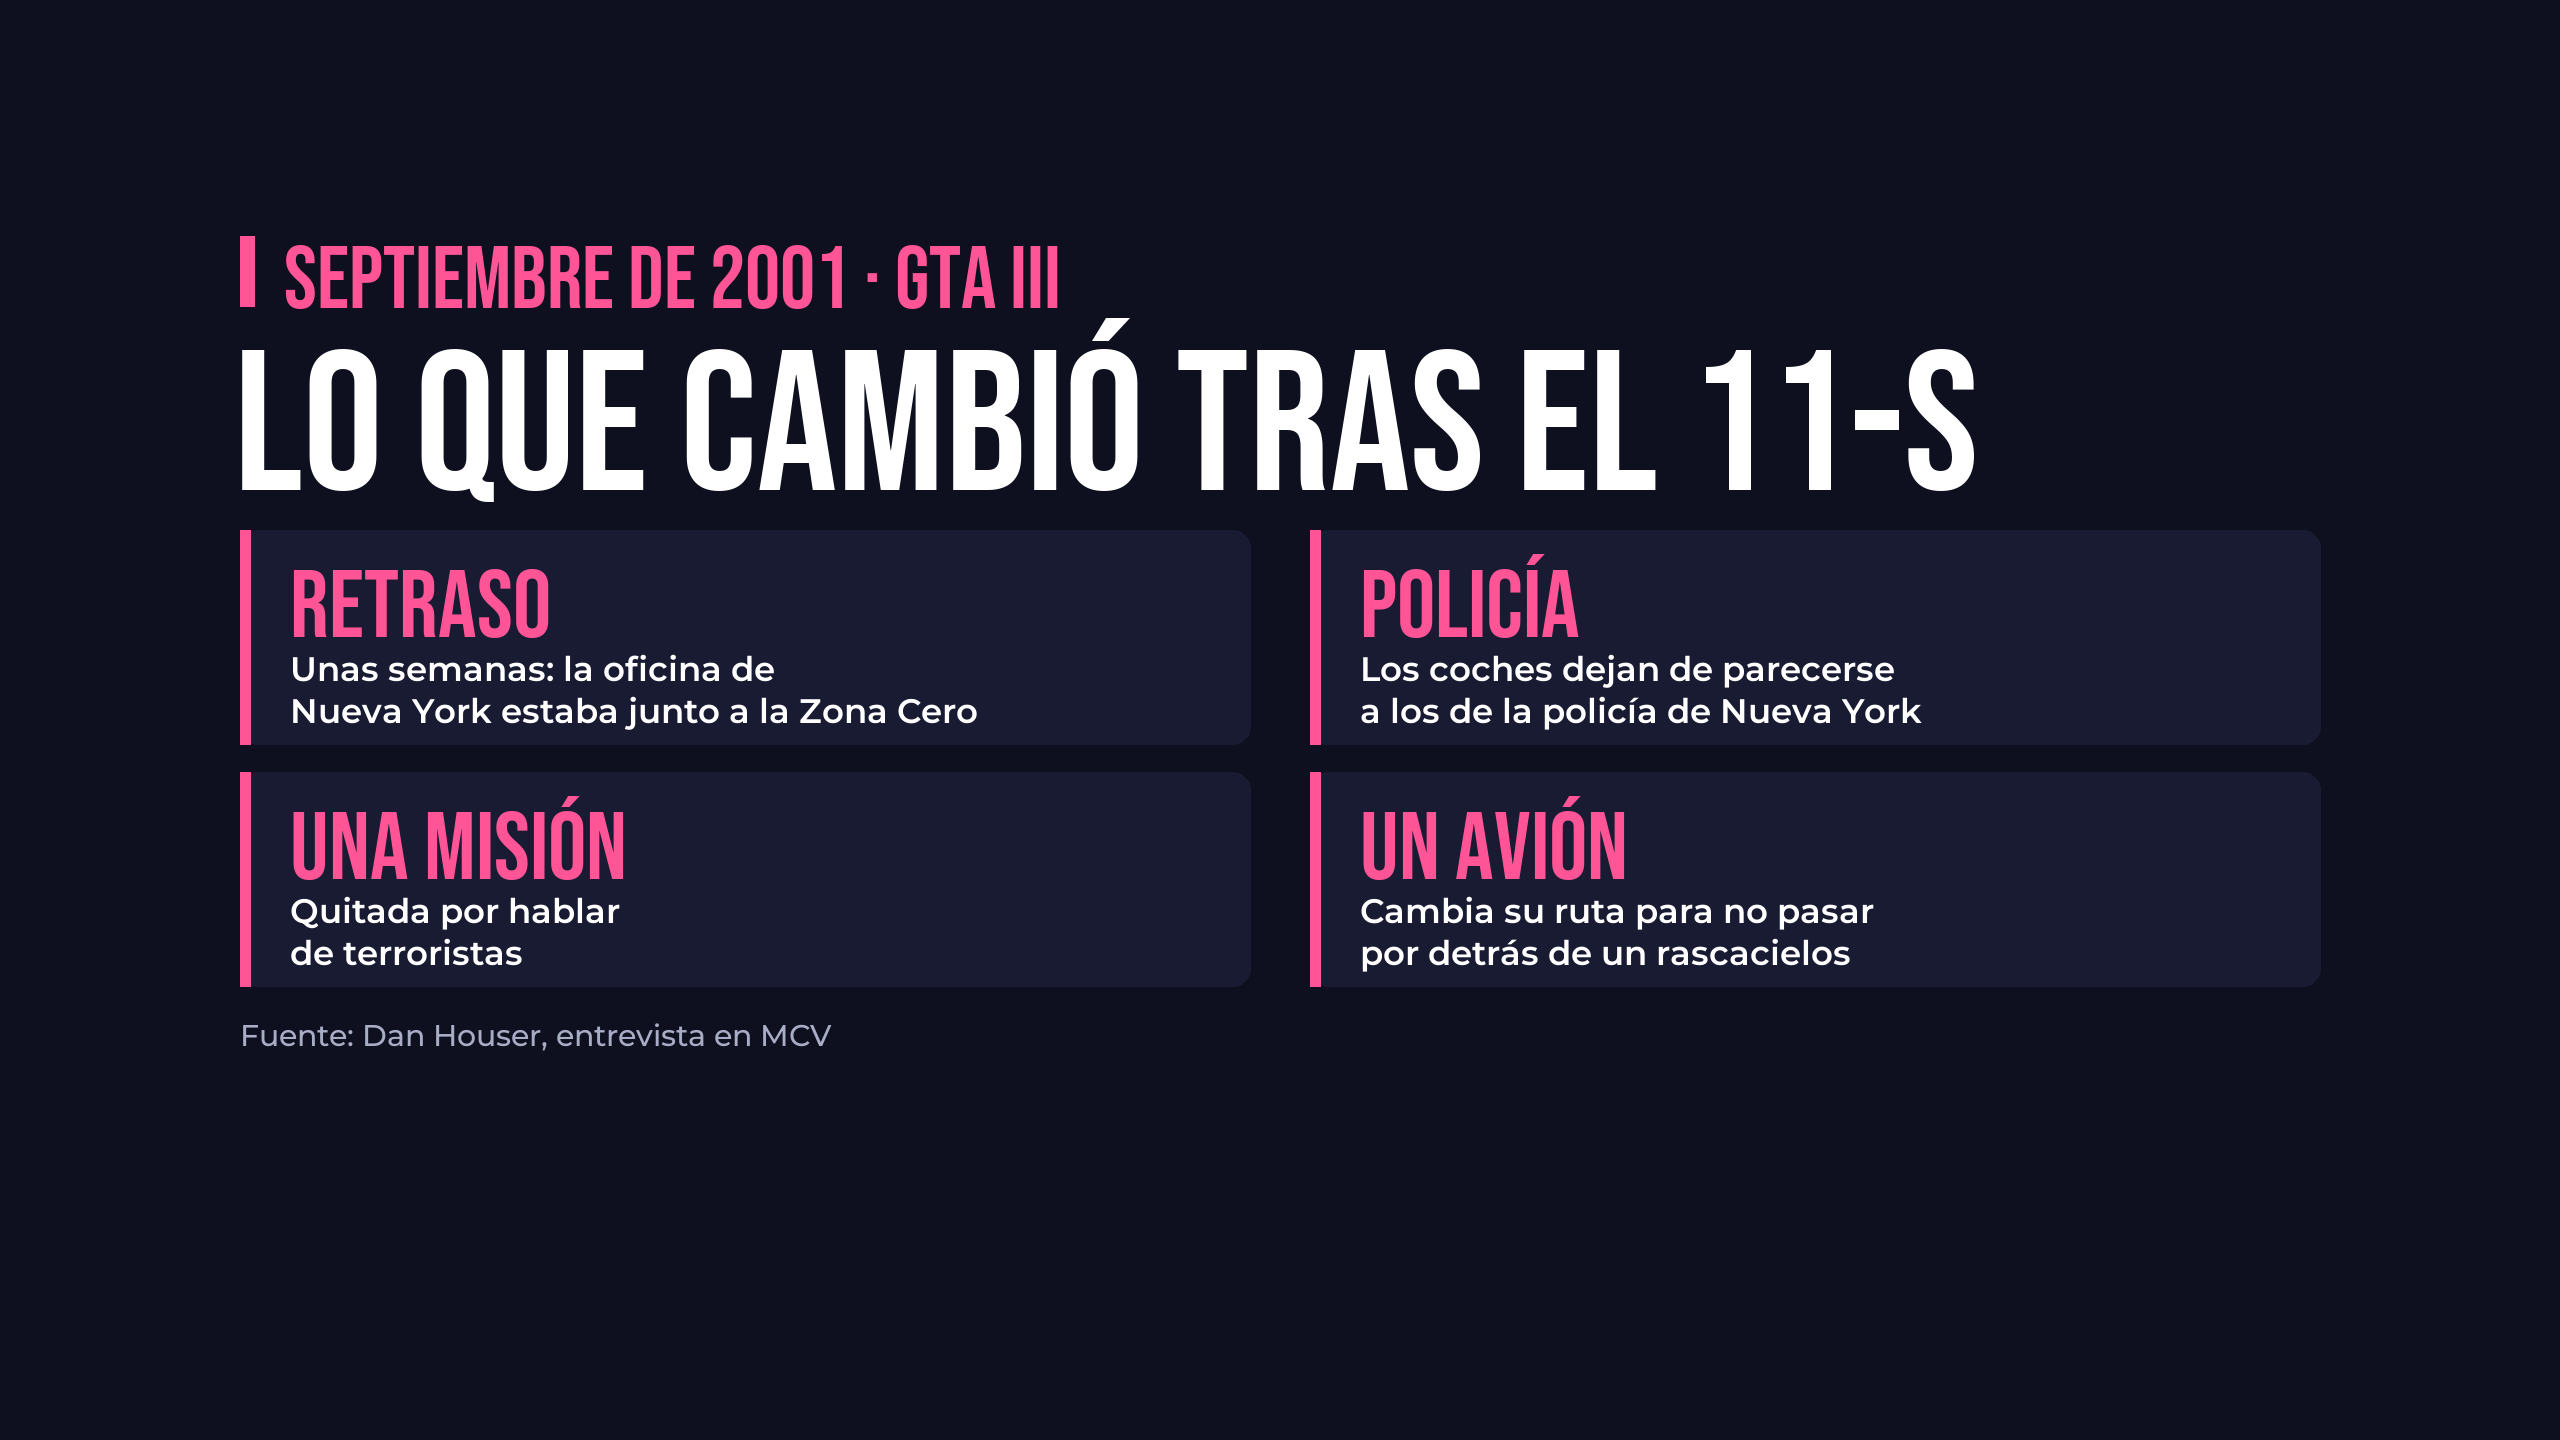 SEPTIEMBRE DE 2001 · GTA III
LO QUE CAMBIÓ TRAS EL 11-S
RETRASO
Unas semanas: la oficina de
Nueva York estaba junto a la Zona Cero
POLICÍA
Los coches dejan de parecerse
a los de la policía de Nueva York
UNA MISIÓN
Quitada por hablar
de terroristas
UN AVIÓN
Cambia su ruta para no pasar
por detrás de un rascacielos
Fuente: Dan Houser, entrevista en MCV